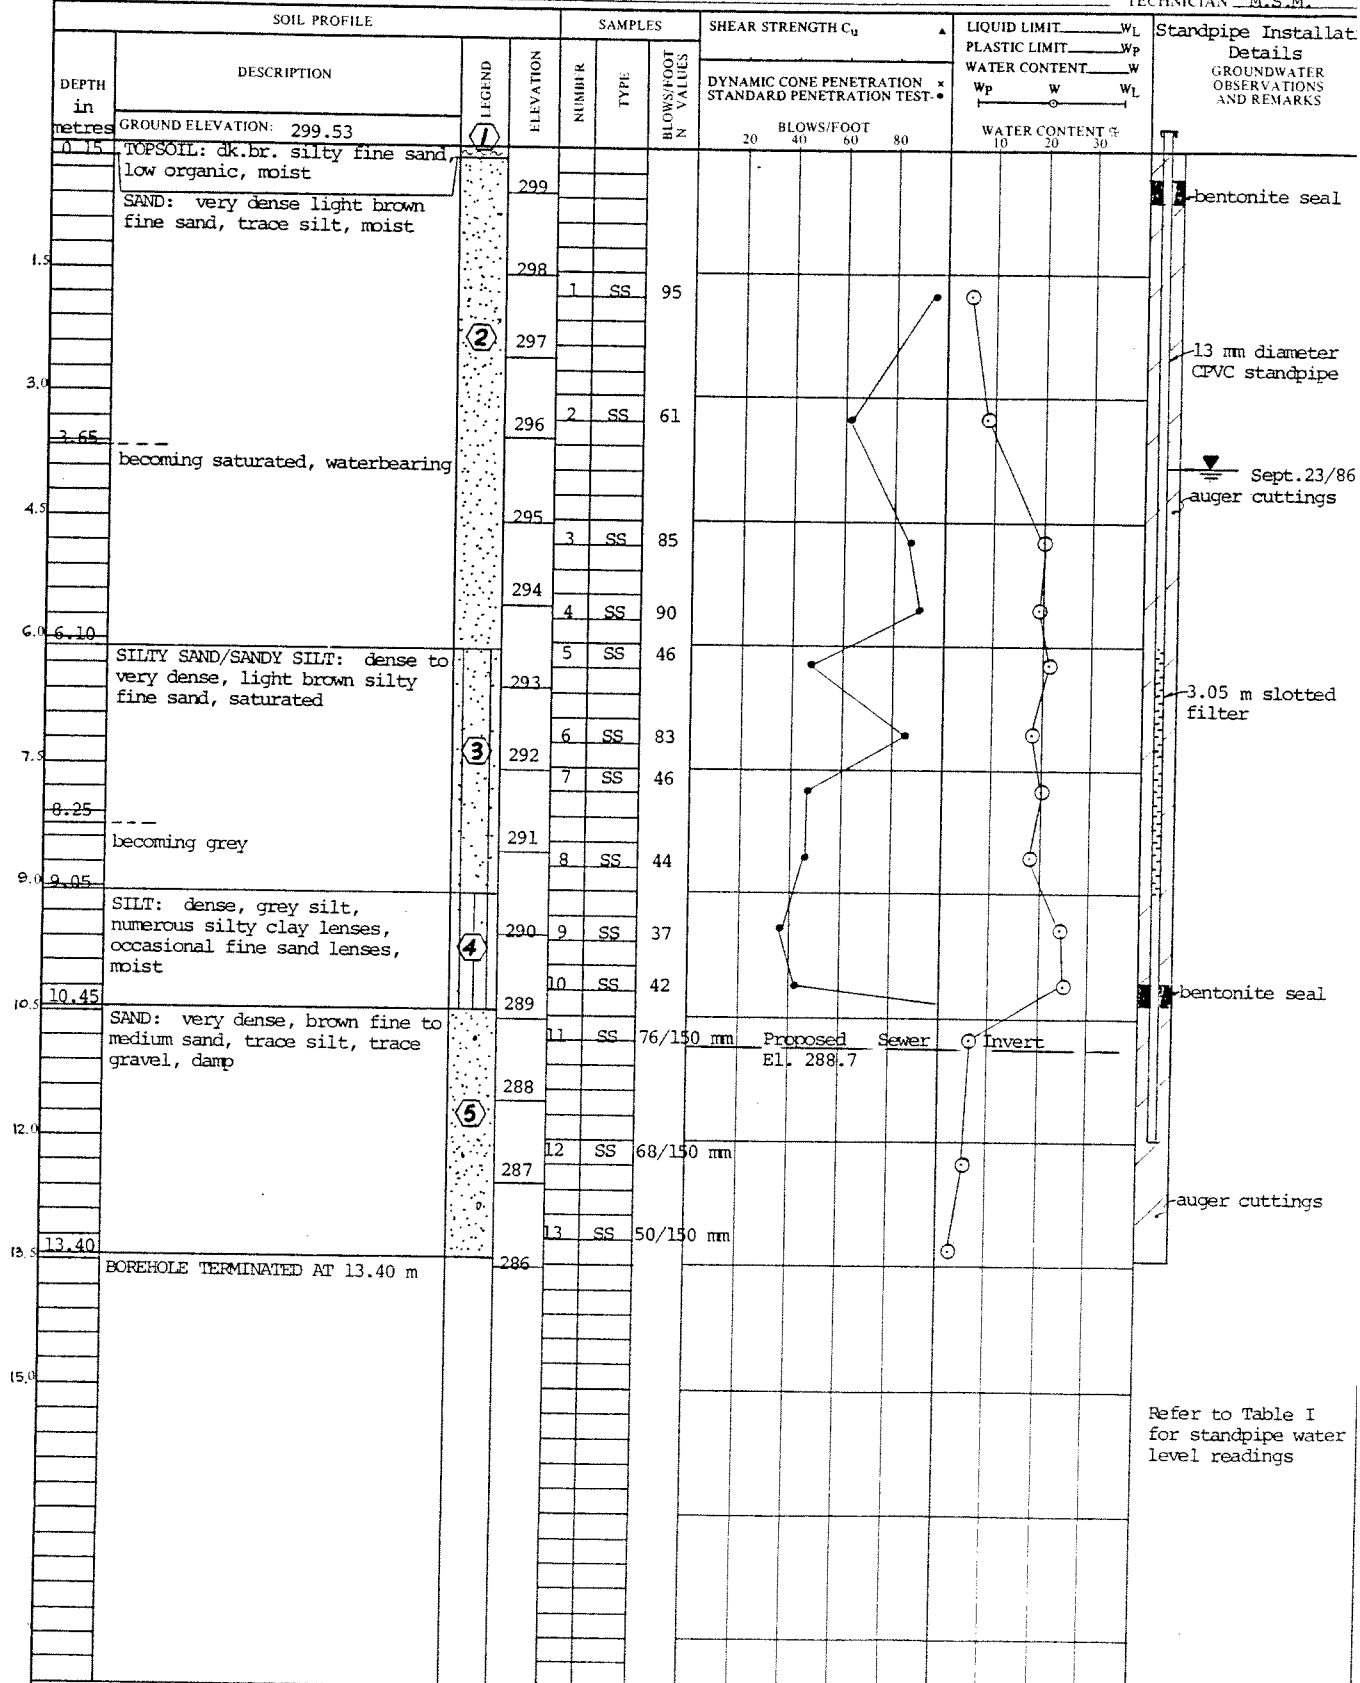 TECHNICIAN M.S.M.
SOIL PROFILE
SAMPLES
SHEAR STRENGTH Cu ▲
LIQUID LIMIT WL
PLASTIC LIMIT WP
WATER CONTENT W
Standpipe Installat
Details
GROUNDWATER
OBSERVATIONS
AND REMARKS
DEPTH
in
metres
DESCRIPTION
LEGEND
ELEVATION
NUMBER
TYPE
BLOWS/FOOT
N VALUES
DYNAMIC CONE PENETRATION x
STANDARD PENETRATION TEST- ●
WP W WL
GROUND ELEVATION: 299.53
BLOWS/FOOT
20 40 60 80
WATER CONTENT %
10 20 30
1
0.15 TOPSOIL: dk.br. silty fine sand,
low organic, moist
299
SAND: very dense light brown
fine sand, trace silt, moist
bentonite seal
1.5
298
1 SS 95
2
297
13 mm diameter
CPVC standpipe
3.0
2 SS 61
296
3.65
becoming saturated, waterbearing
Sept.23/86
auger cuttings
4.5
295
3 SS 85
294
4 SS 90
6.0 6.10
SILTY SAND/SANDY SILT: dense to
very dense, light brown silty
fine sand, saturated
5 SS 46
293
3.05 m slotted
filter
6 SS 83
3
292
7.5
7 SS 46
8.25
becoming grey
291
8 SS 44
9.0 9.05
SILT: dense, grey silt,
numerous silty clay lenses,
occasional fine sand lenses,
moist
290 9 SS 37
4
10 SS 42
bentonite seal
10.5 10.45
289
SAND: very dense, brown fine to
medium sand, trace silt, trace
gravel, damp
11 SS 76/150 mm
Proposed Sewer Invert
El. 288.7
288
5
12.0
12 SS 68/150 mm
287
auger cuttings
13 SS 50/150 mm
13.5 13.40
286
BOREHOLE TERMINATED AT 13.40 m
15.0
Refer to Table I
for standpipe water
level readings